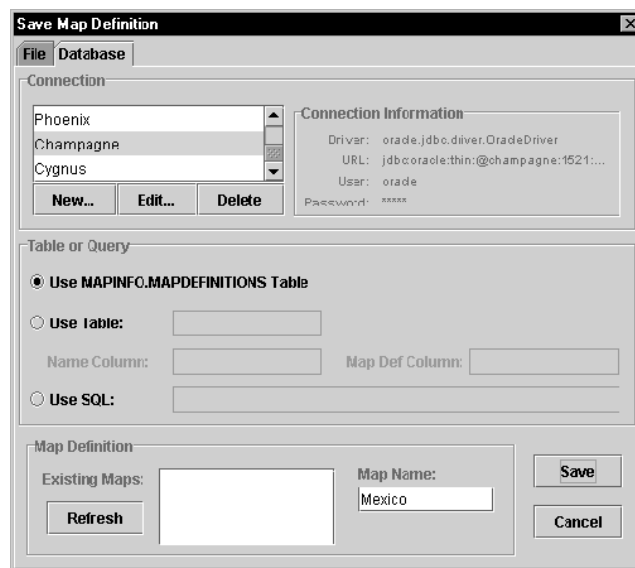 Save Map Definition
File Database
Connection
Phoenix
Champagne
Cygnus
New... Edit... Delete
Connection Information
Driver: oracle.jdbc.driver.OracleDriver
URL: jdbc:oracle:thin:@champagne:1521:...
User: oracle
Password: *****
Table or Query
Use MAPINFO.MAPDEFINITIONS Table
Use Table:
Name Column: Map Def Column:
Use SQL:
Map Definition
Existing Maps:
Refresh
Map Name:
Mexico
Save
Cancel